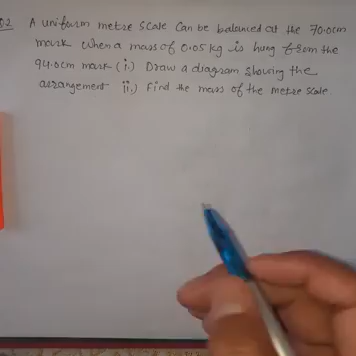 Q2 A uniform metre scale can be balanced at the 70.0cm
mark when a mass of 0.05 kg is hung from the
94.0cm mark (i.) Draw a diagram showing the
arrangement ii.) Find the mass of the metre scale.